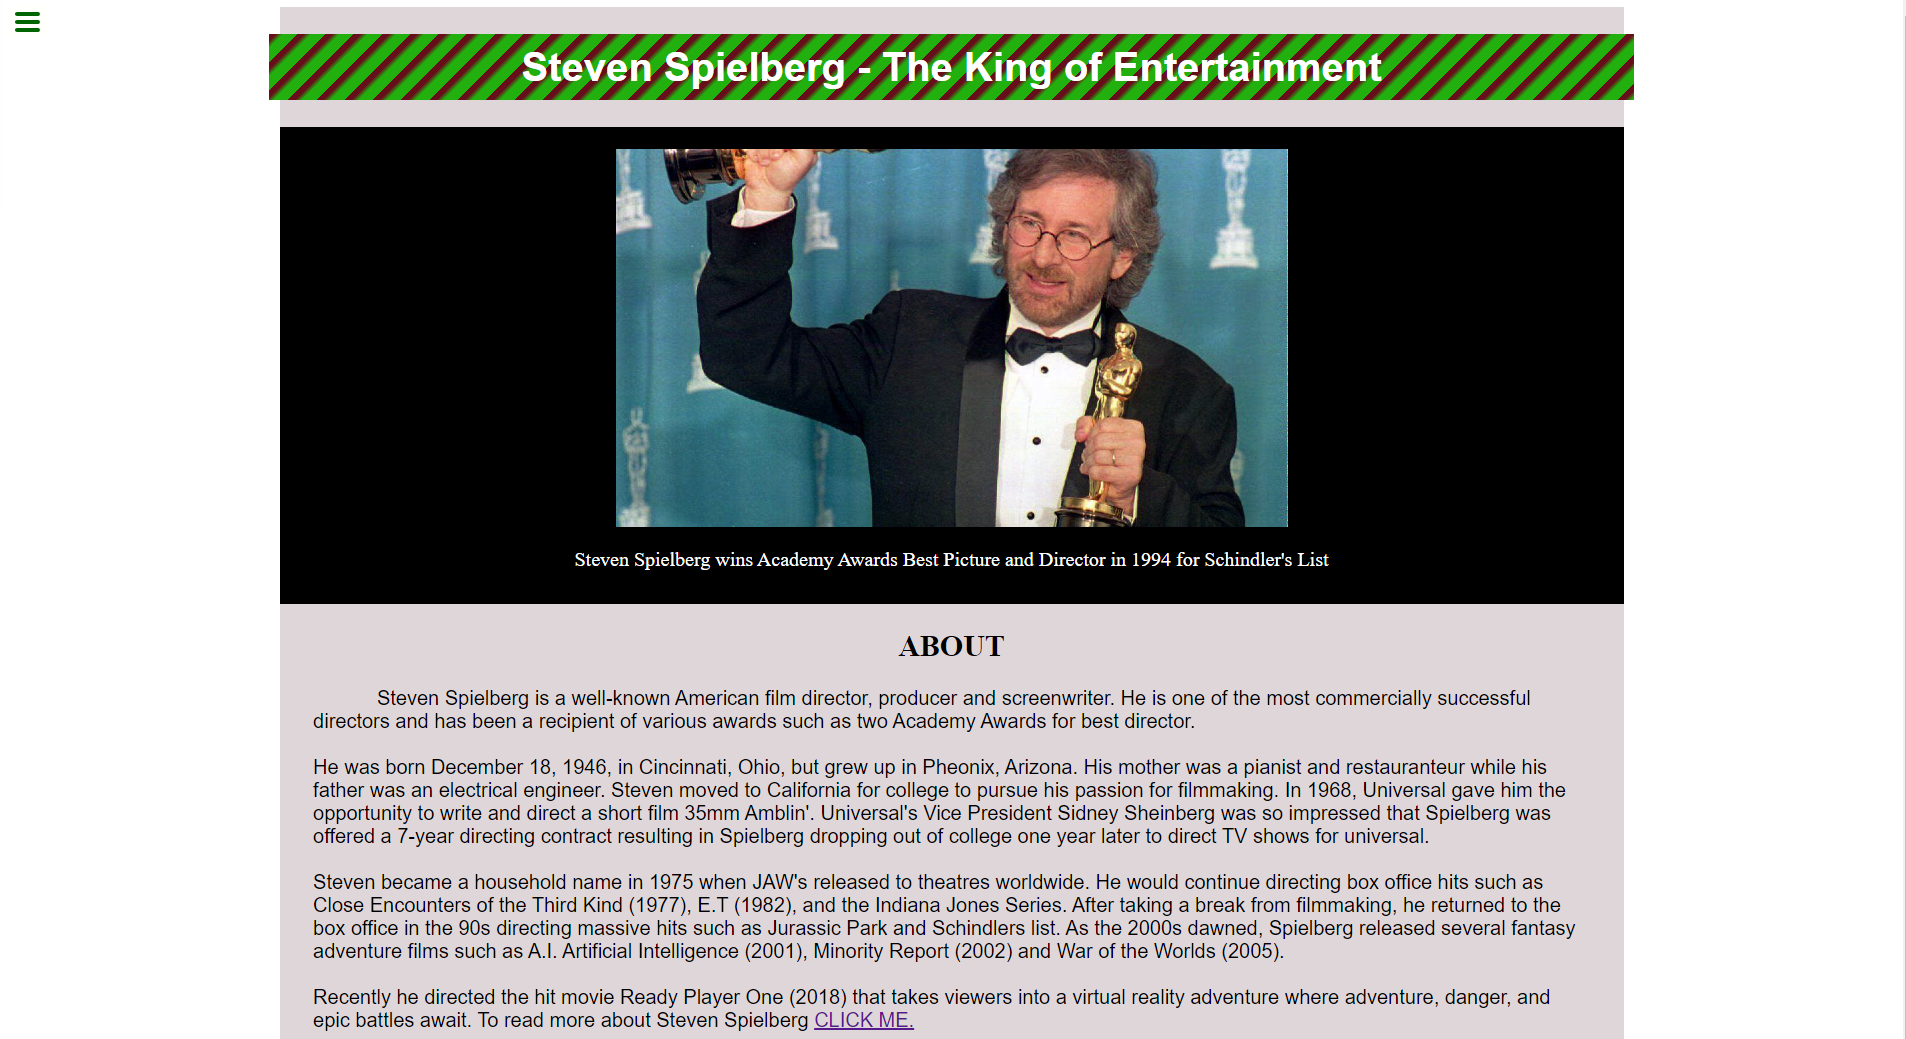 Steven Spielberg - The King of Entertainment
Steven Spielberg wins Academy Awards Best Picture and Director in 1994 for Schindler's List
ABOUT
Steven Spielberg is a well-known American film director, producer and screenwriter. He is one of the most commercially successful
directors and has been a recipient of various awards such as two Academy Awards for best director.
He was born December 18, 1946, in Cincinnati, Ohio, but grew up in Pheonix, Arizona. His mother was a pianist and restauranteur while his
father was an electrical engineer. Steven moved to California for college to pursue his passion for filmmaking. In 1968, Universal gave him the
opportunity to write and direct a short film 35mm Amblin'. Universal's Vice President Sidney Sheinberg was so impressed that Spielberg was
offered a 7-year directing contract resulting in Spielberg dropping out of college one year later to direct TV shows for universal.
Steven became a household name in 1975 when JAW's released to theatres worldwide. He would continue directing box office hits such as
Close Encounters of the Third Kind (1977), E.T (1982), and the Indiana Jones Series. After taking a break from filmmaking, he returned to the
box office in the 90s directing massive hits such as Jurassic Park and Schindlers list. As the 2000s dawned, Spielberg released several fantasy
adventure films such as A.I. Artificial Intelligence (2001), Minority Report (2002) and War of the Worlds (2005).
Recently he directed the hit movie Ready Player One (2018) that takes viewers into a virtual reality adventure where adventure, danger, and
epic battles await. To read more about Steven Spielberg CLICK ME.